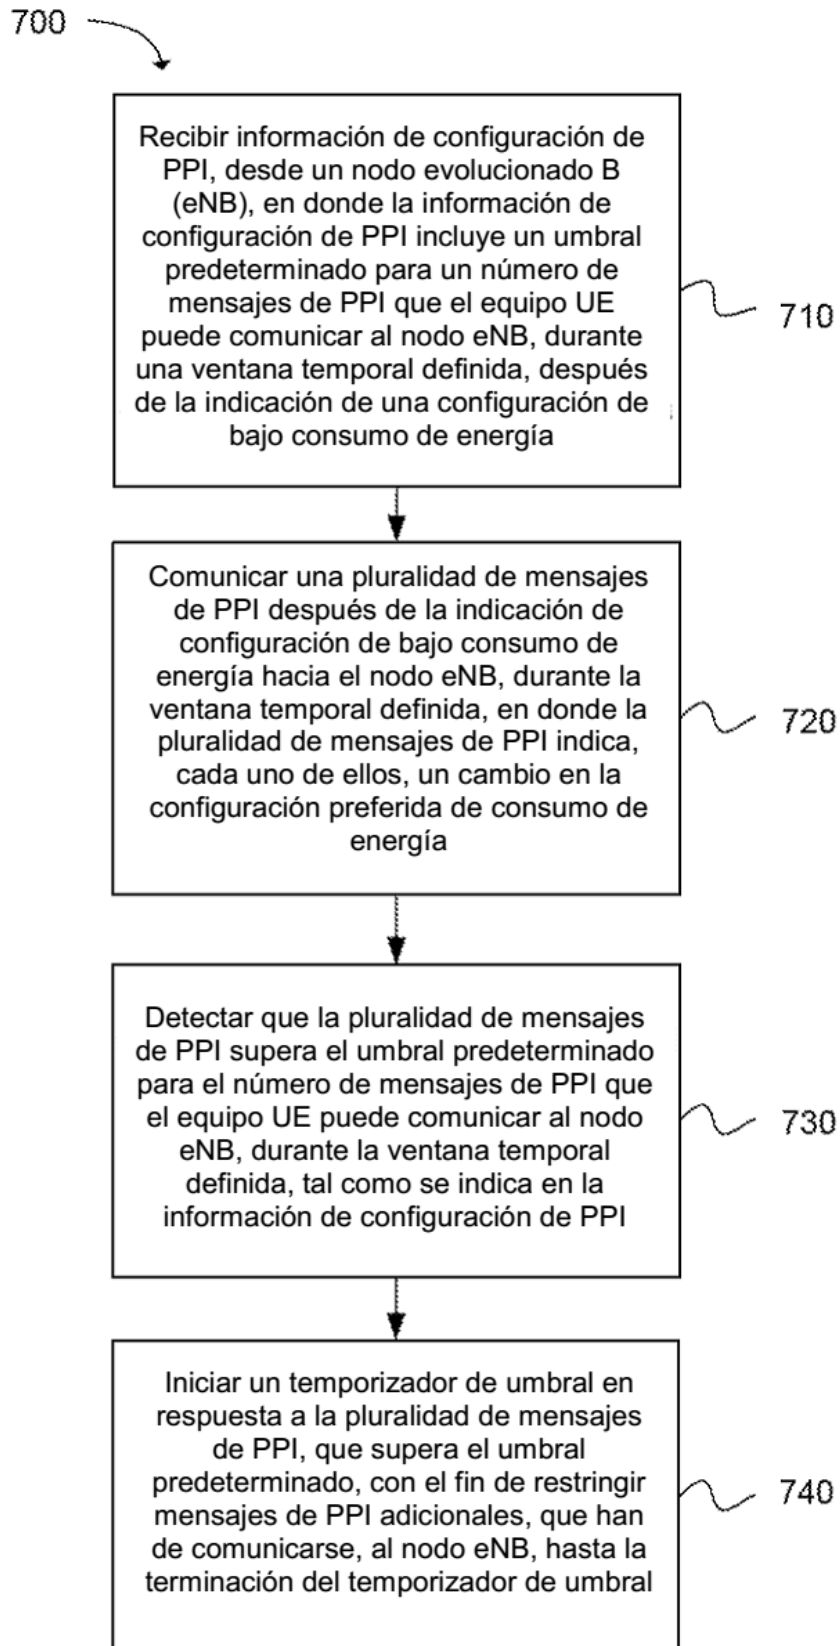 700
Recibir información de configuración de
PPI, desde un nodo evolucionado B
(eNB), en donde la información de
configuración de PPI incluye un umbral
predeterminado para un número de
mensajes de PPI que el equipo UE
puede comunicar al nodo eNB, durante
una ventana temporal definida, después
de la indicación de una configuración de
bajo consumo de energía
710
Comunicar una pluralidad de mensajes
de PPI después de la indicación de
configuración de bajo consumo de
energía hacia el nodo eNB, durante la
ventana temporal definida, en donde la
pluralidad de mensajes de PPI indica,
cada uno de ellos, un cambio en la
configuración preferida de consumo de
energía
720
Detectar que la pluralidad de mensajes
de PPI supera el umbral predeterminado
para el número de mensajes de PPI que
el equipo UE puede comunicar al nodo
eNB, durante la ventana temporal
definida, tal como se indica en la
información de configuración de PPI
730
Iniciar un temporizador de umbral en
respuesta a la pluralidad de mensajes
de PPI, que supera el umbral
predeterminado, con el fin de restringir
mensajes de PPI adicionales, que han
de comunicarse, al nodo eNB, hasta la
terminación del temporizador de umbral
740